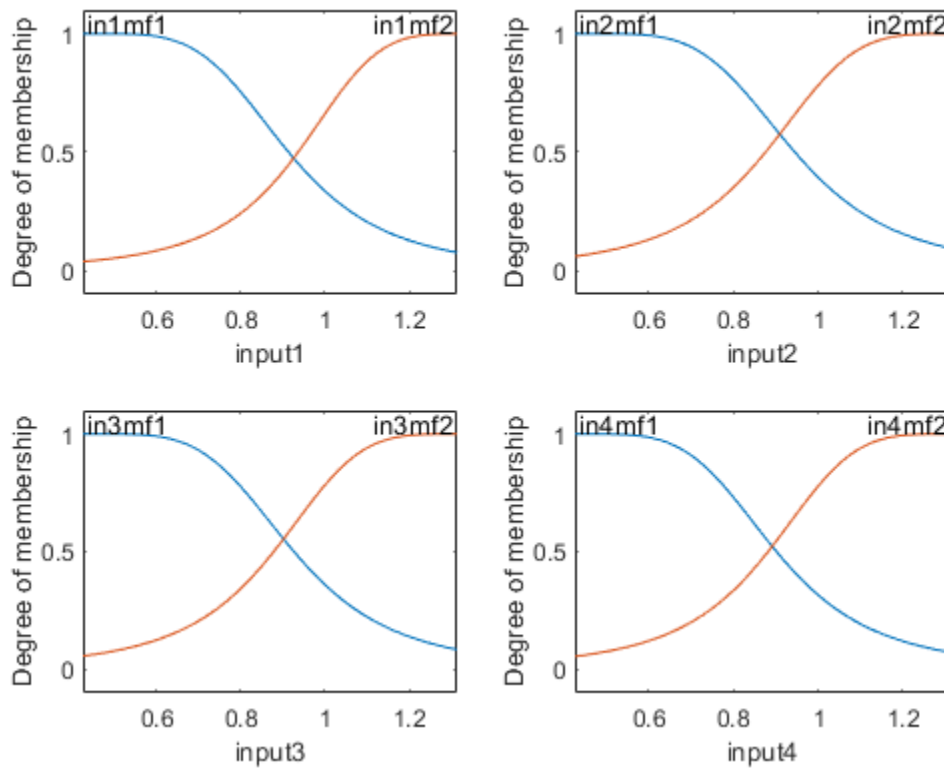 in1mf1 in1mf2
1
0.5
0
Degree of membership
0.6 0.8 1 1.2
input1
in2mf1 in2mf2
1
0.5
0
Degree of membership
0.6 0.8 1 1.2
input2
in3mf1 in3mf2
1
0.5
0
Degree of membership
0.6 0.8 1 1.2
input3
in4mf1 in4mf2
1
0.5
0
Degree of membership
0.6 0.8 1 1.2
input4